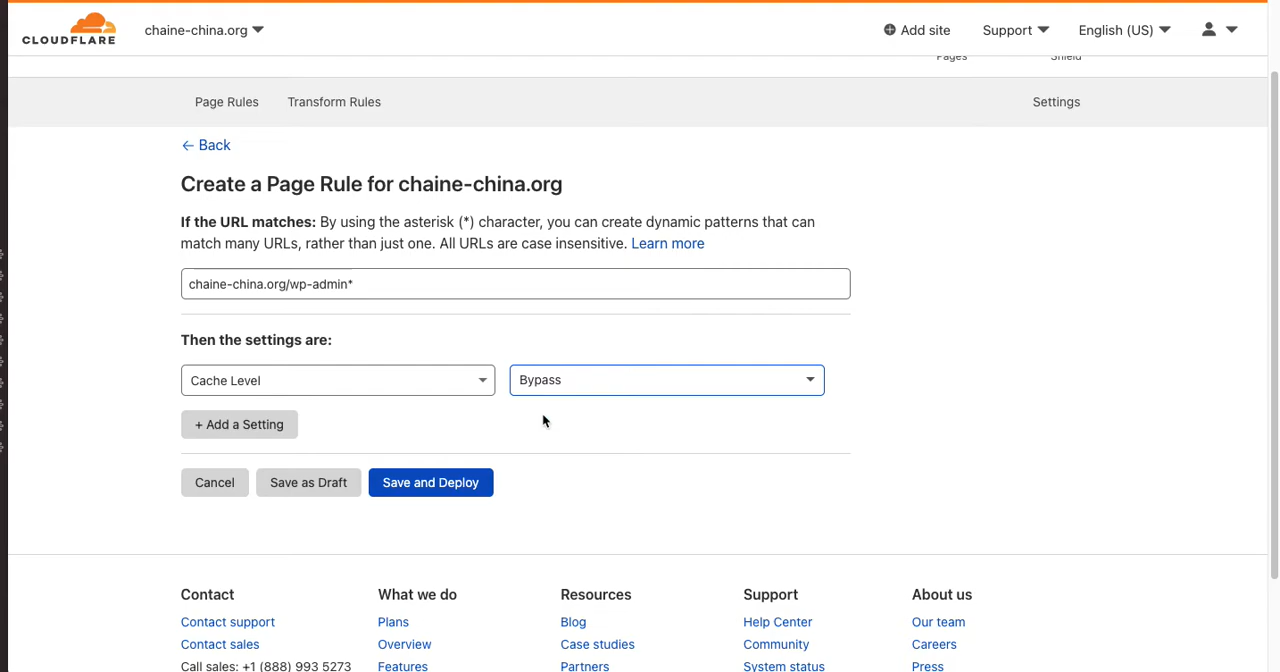 CLOUDFLARE
chaine-china.org
Add site
Support
English (US)
Pages
Shield
Page Rules
Transform Rules
Settings
← Back
Create a Page Rule for chaine-china.org
If the URL matches: By using the asterisk (*) character, you can create dynamic patterns that can
match many URLs, rather than just one. All URLs are case insensitive. Learn more
chaine-china.org/wp-admin*
Then the settings are:
Cache Level
Bypass
+ Add a Setting
Cancel
Save as Draft
Save and Deploy
Contact
What we do
Resources
Support
About us
Contact support
Plans
Blog
Help Center
Our team
Contact sales
Overview
Case studies
Community
Careers
Call sales: +1 (888) 993 5273
Features
Partners
System status
Press